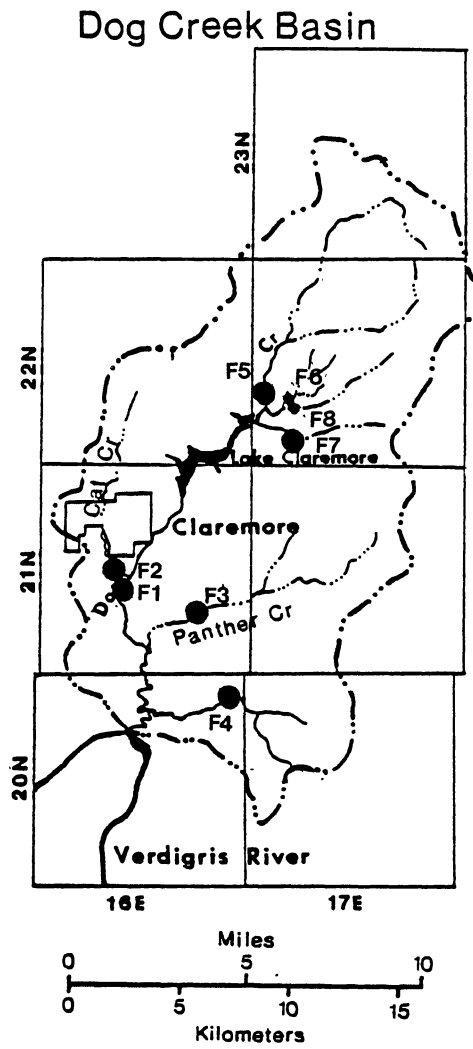 Dog Creek Basin
23N
22N
Cr
F5
F6
F8
F7
Lake Claremore
Cat Cr
Claremore
21N
F2
F1
Do
F3
Panther Cr
F4
20N
Verdigris River
16E
17E
Miles
0
5
10
0
5
10
15
Kilometers